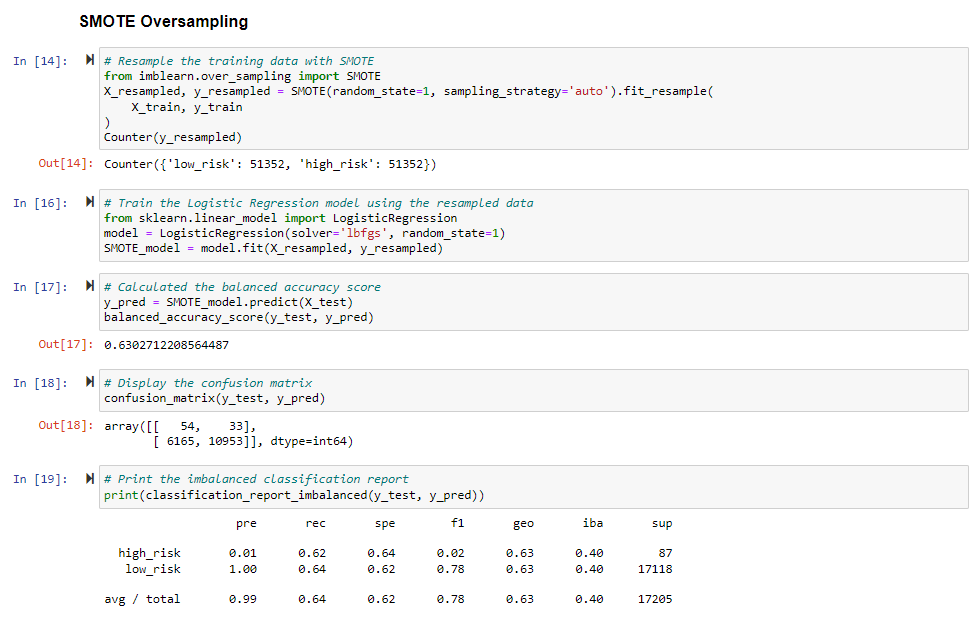 SMOTE Oversampling
In [14]: # Resample the training data with SMOTE
from imblearn.over_sampling import SMOTE
X_resampled, y_resampled = SMOTE(random_state=1, sampling_strategy='auto').fit_resample(
    X_train, y_train
)
Counter(y_resampled)
Out[14]: Counter({'low_risk': 51352, 'high_risk': 51352})
In [16]: # Train the Logistic Regression model using the resampled data
from sklearn.linear_model import LogisticRegression
model = LogisticRegression(solver='lbfgs', random_state=1)
SMOTE_model = model.fit(X_resampled, y_resampled)
In [17]: # Calculated the balanced accuracy score
y_pred = SMOTE_model.predict(X_test)
balanced_accuracy_score(y_test, y_pred)
Out[17]: 0.6302712208564487
In [18]: # Display the confusion matrix
confusion_matrix(y_test, y_pred)
Out[18]: array([[   54,    33],
       [ 6165, 10953]], dtype=int64)
In [19]: # Print the imbalanced classification report
print(classification_report_imbalanced(y_test, y_pred))
pre rec spe f1 geo iba sup
high_risk 0.01 0.62 0.64 0.02 0.63 0.40 87
low_risk 1.00 0.64 0.62 0.78 0.63 0.40 17118
avg / total 0.99 0.64 0.62 0.78 0.63 0.40 17205